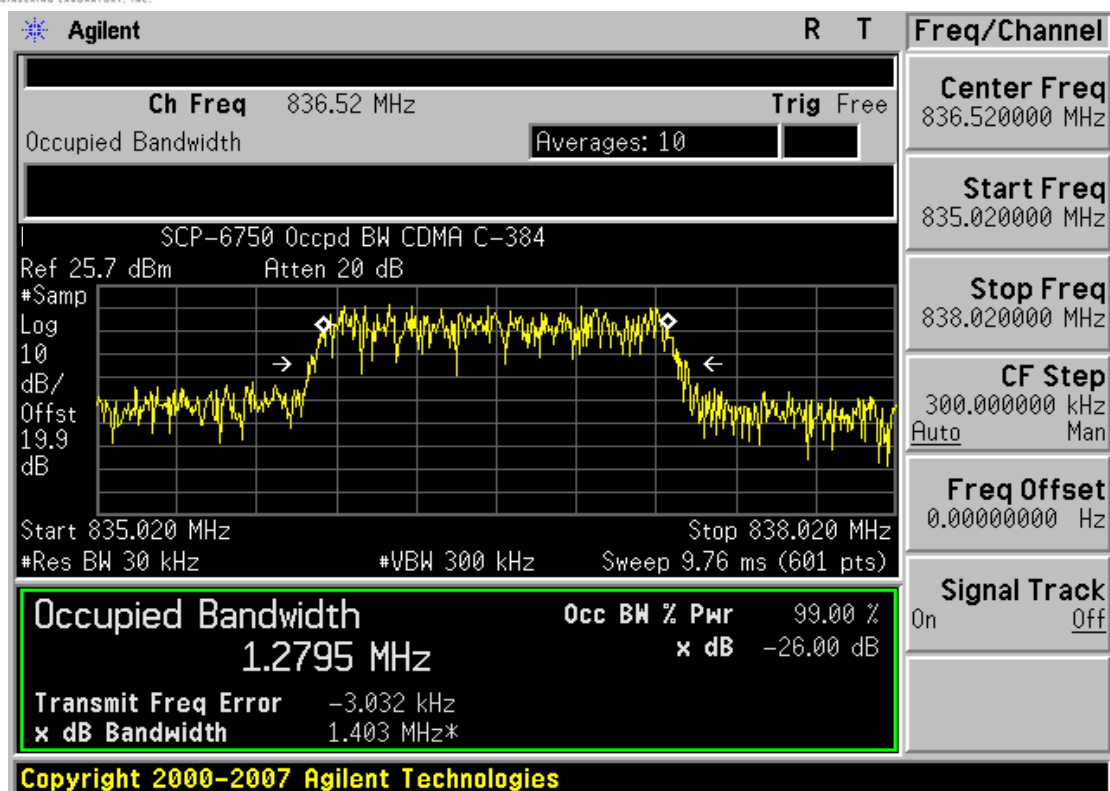 ENGINEERING LABORATORY, INC.
Agilent R T Freq/Channel
Ch Freq 836.52 MHz Trig Free
Occupied Bandwidth Averages: 10
SCP-6750 Occpd BW CDMA C-384
Ref 25.7 dBm Atten 20 dB
#Samp
Log
10
dB/
Offst
19.9
dB
Start 835.020 MHz Stop 838.020 MHz
#Res BW 30 kHz #VBW 300 kHz Sweep 9.76 ms (601 pts)
Occupied Bandwidth Occ BW % Pwr 99.00 %
1.2795 MHz x dB -26.00 dB
Transmit Freq Error -3.032 kHz
x dB Bandwidth 1.403 MHz*
Center Freq
836.520000 MHz
Start Freq
835.020000 MHz
Stop Freq
838.020000 MHz
CF Step
300.000000 kHz
Auto Man
Freq Offset
0.00000000 Hz
Signal Track
On Off
Copyright 2000-2007 Agilent Technologies